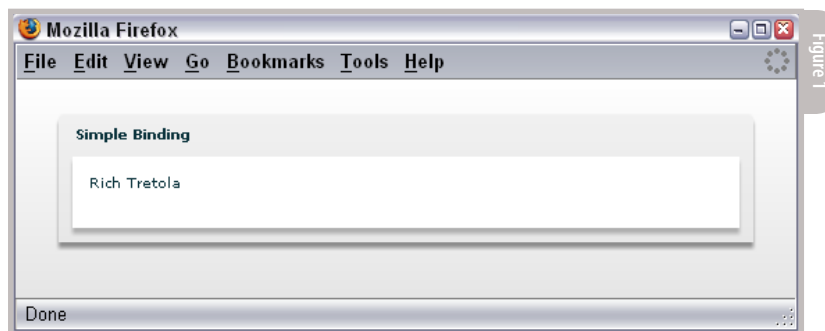 Mozilla Firefox
File Edit View Go Bookmarks Tools Help
Simple Binding
Rich Tretola
Done
Figure 1